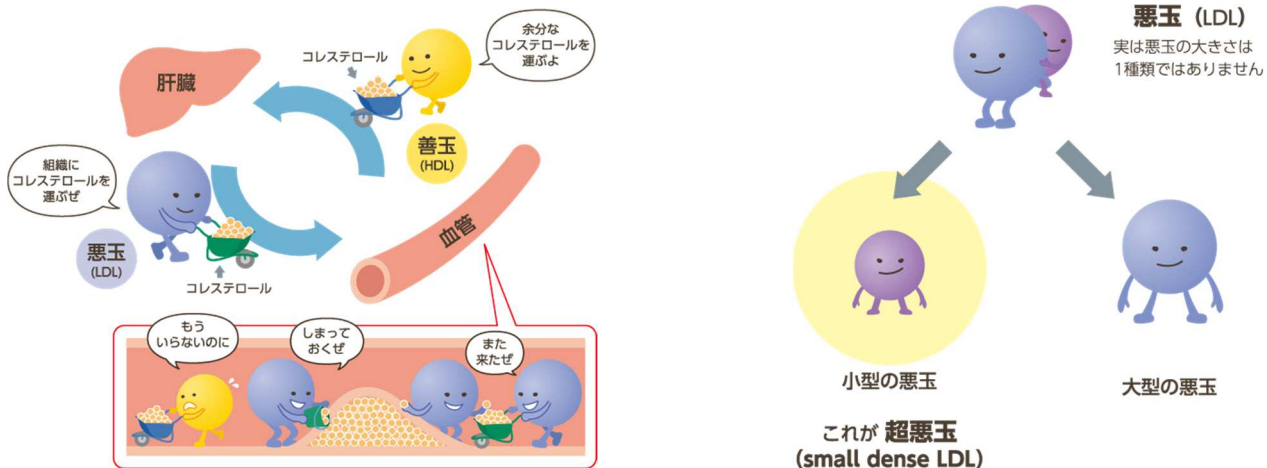 肝臓
コレステロール
余分な
コレステロールを
運ぶよ
善玉
(HDL)
組織に
コレステロールを
運ぶぜ
悪玉
(LDL)
コレステロール
血管
もう
いらないのに
しまって
おくぜ
また
来たぜ
悪玉 (LDL)
実は悪玉の大きさは
1種類ではありません
小型の悪玉
大型の悪玉
これが 超悪玉
(small dense LDL)